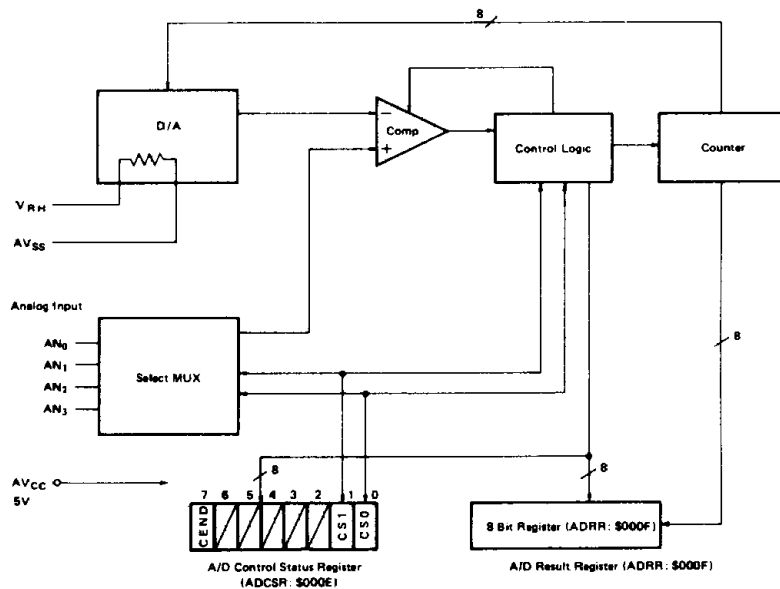 8
D/A
−
Comp
+
Control Logic
Counter
VRH
AVSS
Analog Input
AN0
AN1
AN2
AN3
Select MUX
8
AVCC
5V
8
8
7 6 5 4 3 2 1 0
CEND
CS1
CS0
8 Bit Register (ADRR : $000F)
A/D Control Status Register
(ADCSR: $000E)
A/D Result Register (ADRR : $000F)